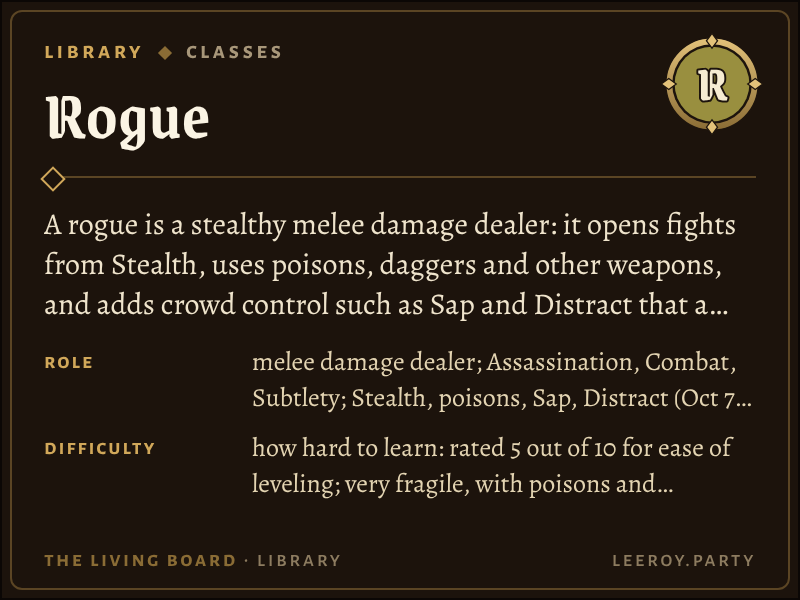 LIBRARY ◆ CLASSES
R
Rogue
A rogue is a stealthy melee damage dealer: it opens fights
from Stealth, uses poisons, daggers and other weapons,
and adds crowd control such as Sap and Distract that a...
ROLE
melee damage dealer; Assassination, Combat,
Subtlety; Stealth, poisons, Sap, Distract (Oct 7...
DIFFICULTY
how hard to learn: rated 5 out of 10 for ease of
leveling; very fragile, with poisons and...
THE LIVING BOARD · LIBRARY
LEEROY.PARTY